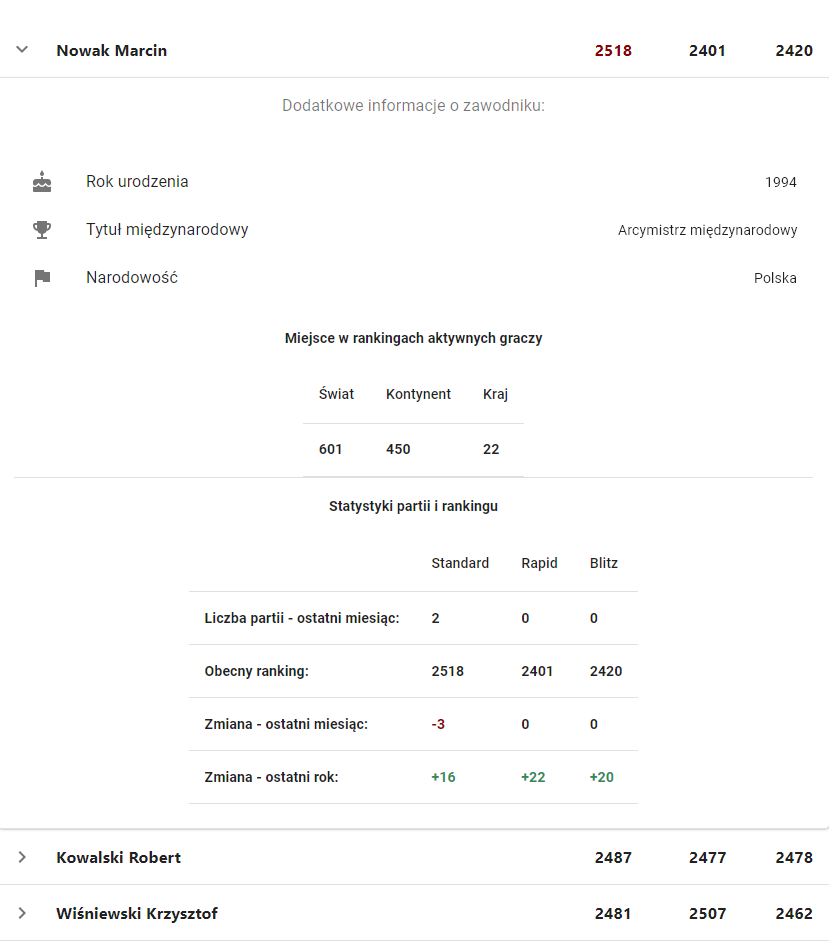 Nowak Marcin 2518 2401 2420
Dodatkowe informacje o zawodniku:
Rok urodzenia 1994
Tytuł międzynarodowy Arcymistrz międzynarodowy
Narodowość Polska
Miejsce w rankingach aktywnych graczy
Świat Kontynent Kraj
601 450 22
Statystyki partii i rankingu
Standard Rapid Blitz
Liczba partii - ostatni miesiąc: 2 0 0
Obecny ranking: 2518 2401 2420
Zmiana - ostatni miesiąc: -3 0 0
Zmiana - ostatni rok: +16 +22 +20
Kowalski Robert 2487 2477 2478
Wiśniewski Krzysztof 2481 2507 2462